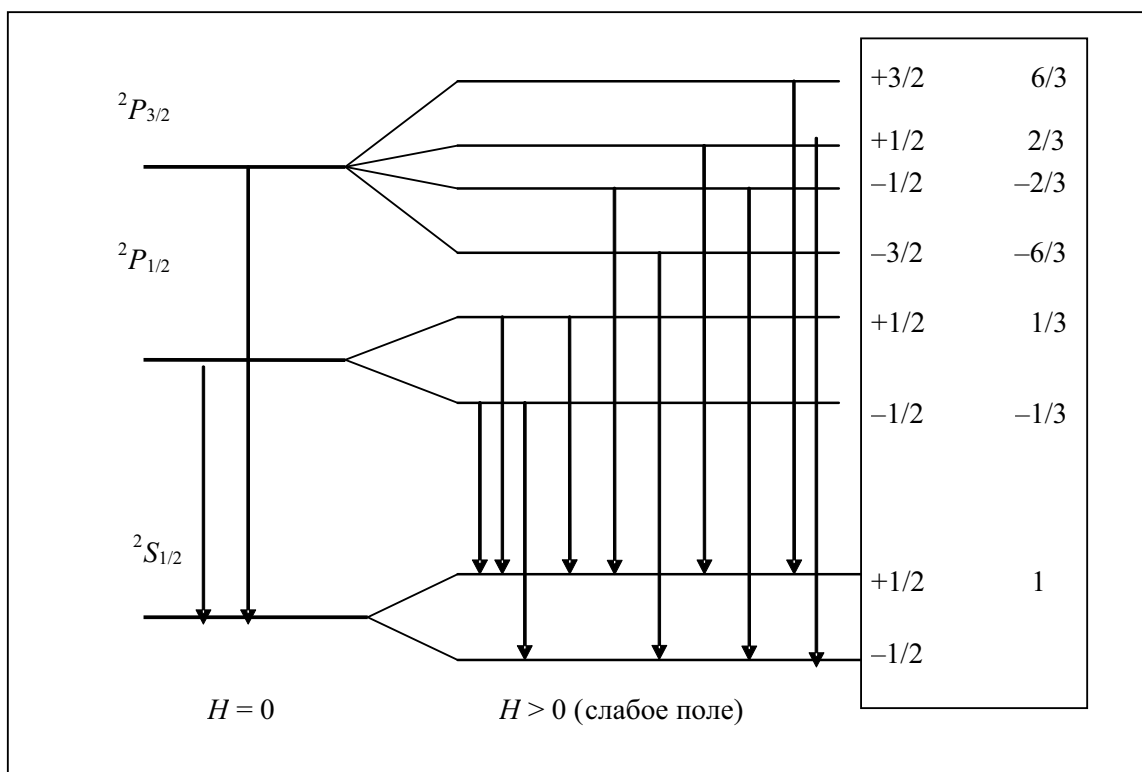 +3/2 6/3
²P₃/₂
+1/2 2/3
–1/2 –2/3
²P₁/₂
–3/2 –6/3
+1/2 1/3
–1/2 –1/3
²S₁/₂
+1/2 1
–1/2
H = 0
H > 0 (слабое поле)